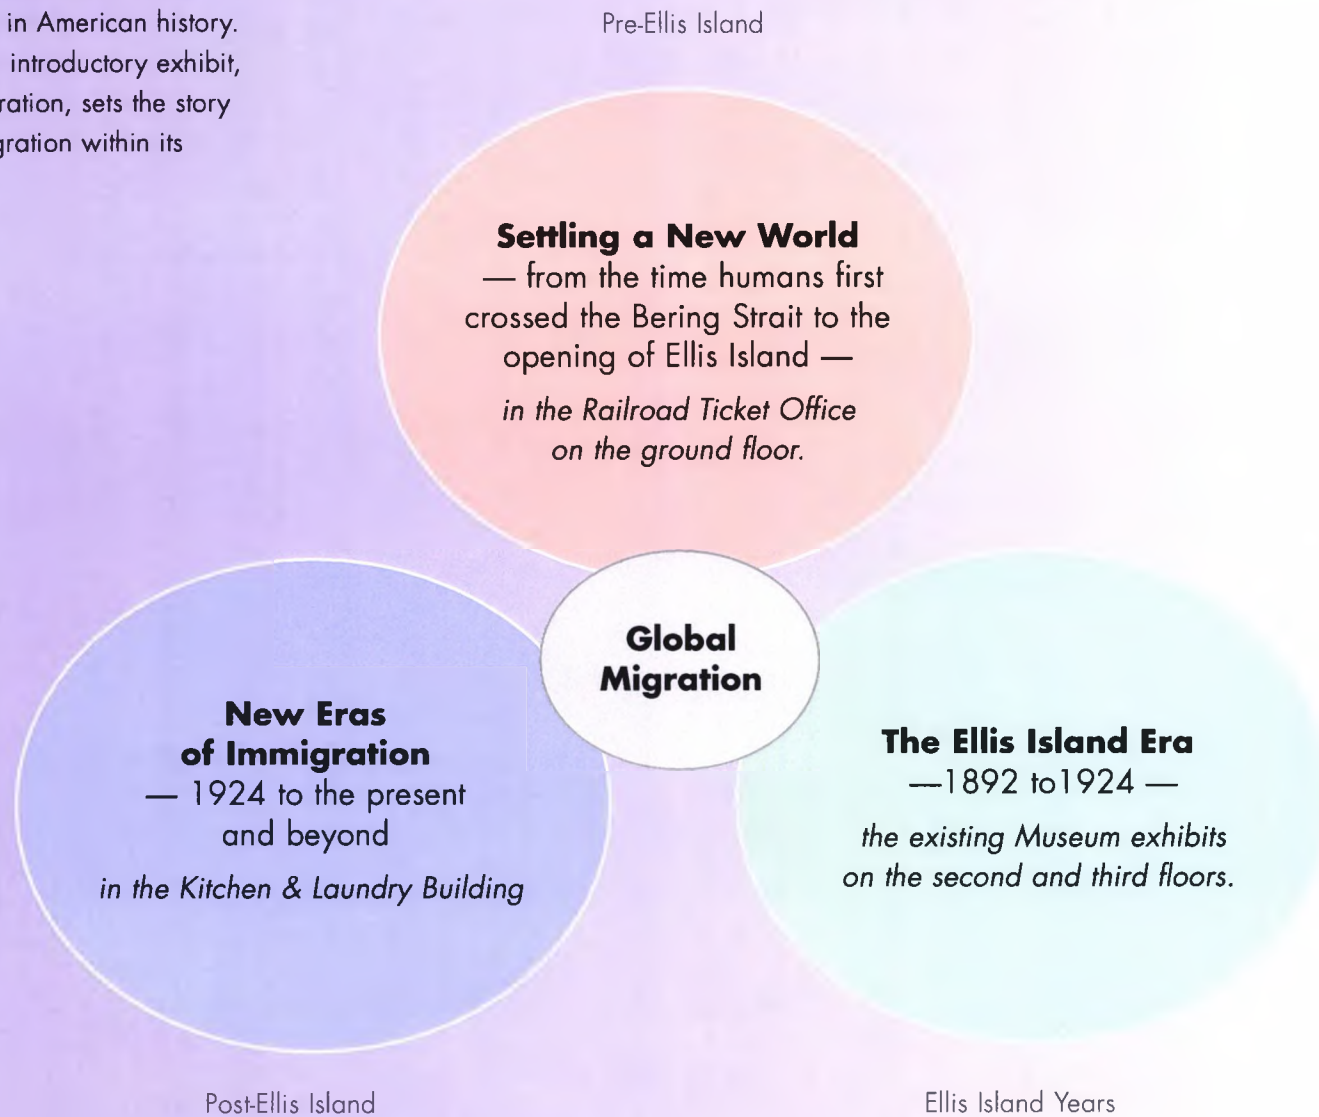 in American history.
introductory exhibit,
ration, sets the story
gration within its
Pre-Ellis Island
Settling a New World
— from the time humans first
crossed the Bering Strait to the
opening of Ellis Island —
in the Railroad Ticket Office
on the ground floor.
Global
Migration
New Eras
of Immigration
— 1924 to the present
and beyond
in the Kitchen & Laundry Building
The Ellis Island Era
—1892 to1924 —
the existing Museum exhibits
on the second and third floors.
Post-Ellis Island
Ellis Island Years